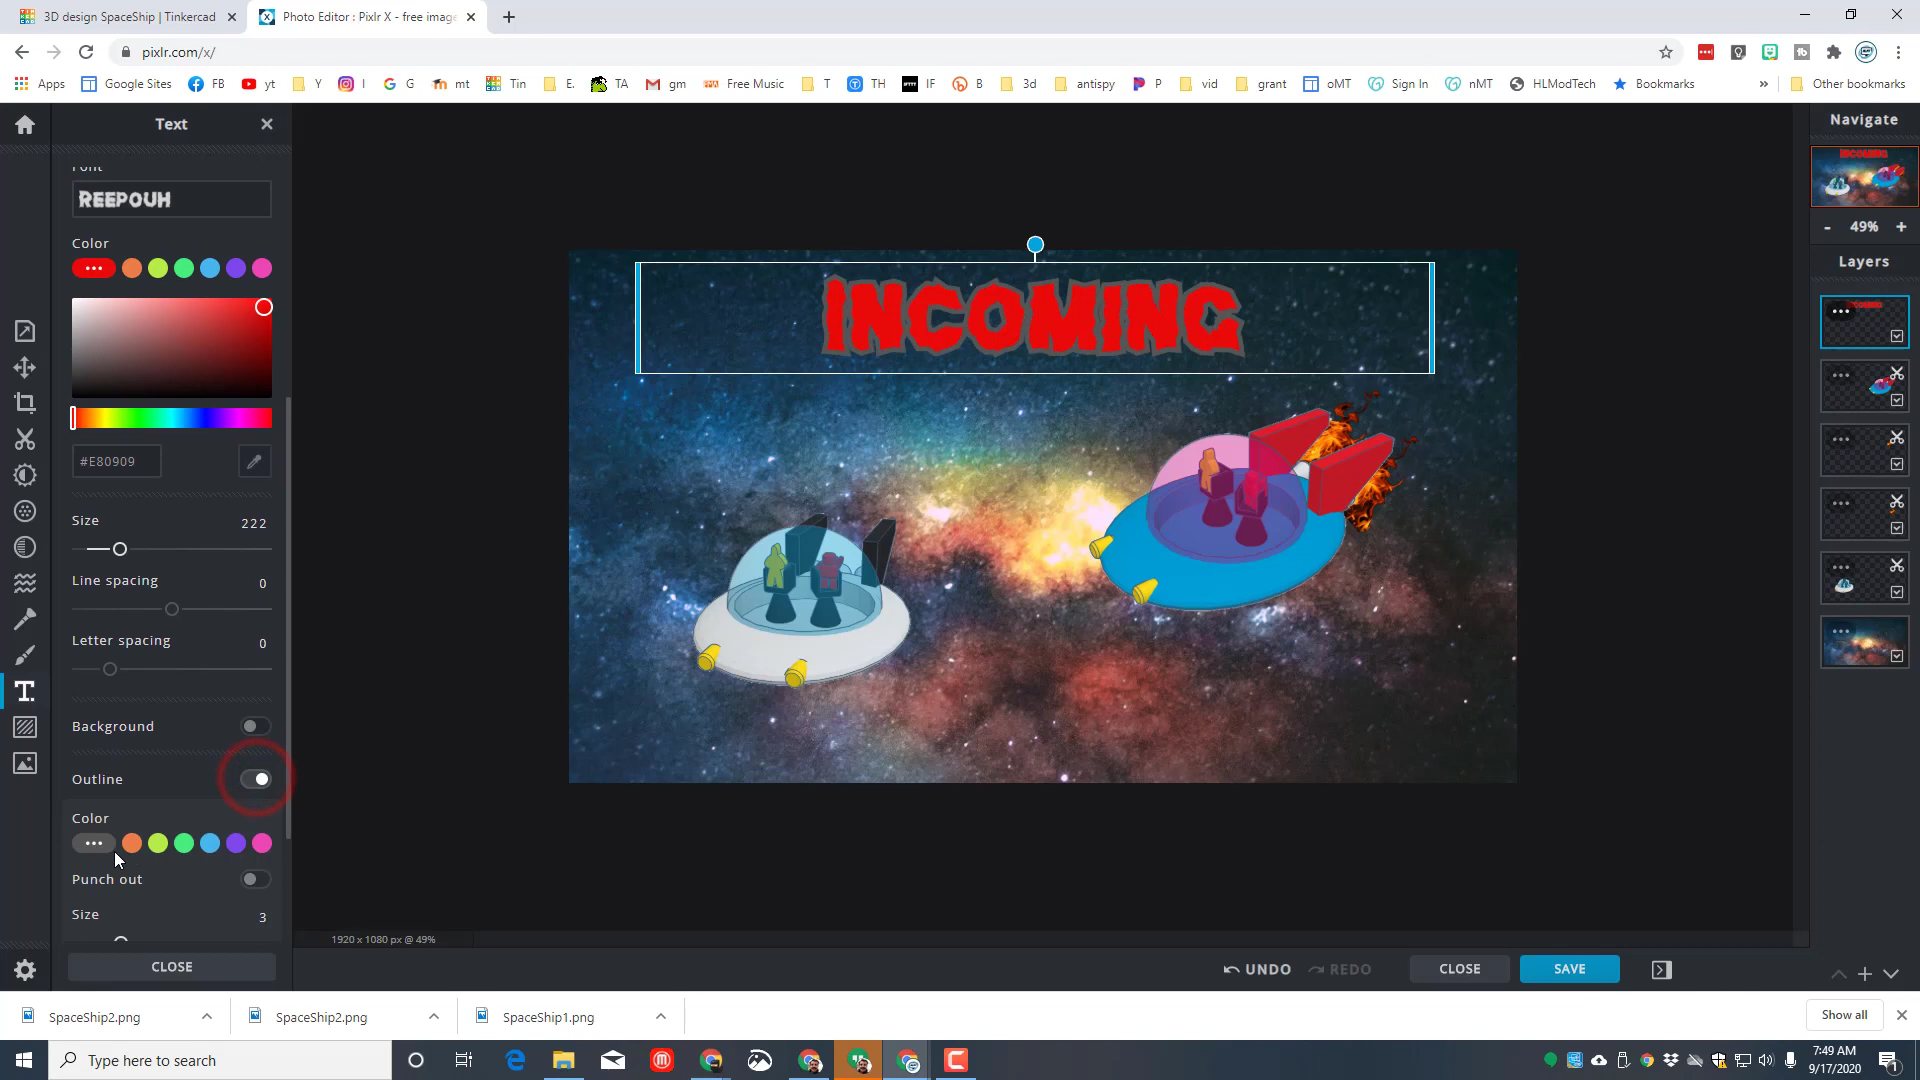 3D design SpaceShip | Tinkercad
Photo Editor : Pixlr X - free image
pixlr.com/x/
Apps
Google Sites
FB
yt
Y
I
G
mt
Tin
E.
TA
gm
Free Music
T
TH
IF
B
3d
antispy
P
vid
grant
oMT
Sign In
nMT
HLModTech
Bookmarks
»
Other bookmarks
Text
Navigate
Font
REEPOUH
Color
- 49% +
Layers
INCOMING
#E80909
Size 222
Line spacing 0
Letter spacing 0
Background
Outline
Color
Punch out
Size 3
1920 x 1080 px @ 49%
CLOSE
UNDO
REDO
CLOSE
SAVE
SpaceShip2.png
SpaceShip2.png
SpaceShip1.png
Show all
Type here to search
7:49 AM
9/17/2020